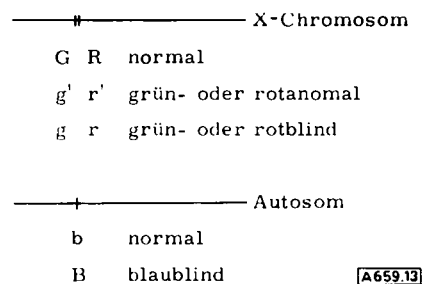 X-Chromosom
G R normal
g' r' grün- oder rotanomal
g r grün- oder rotblind
Autosom
b normal
B blaublind
A659.13